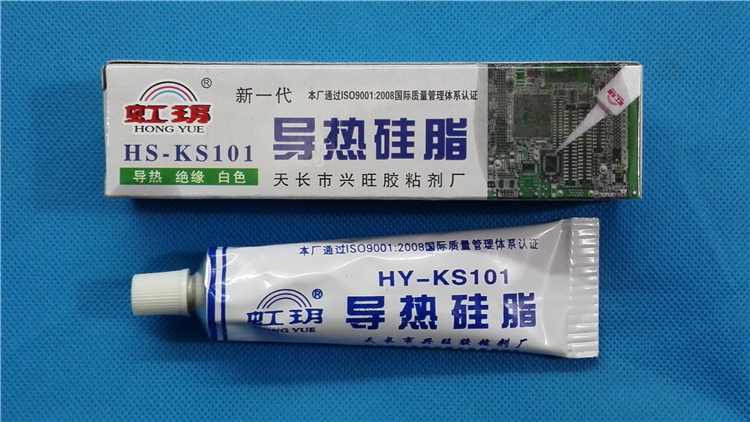 虹玥
®
HONG YUE
HS-KS101
导热 绝缘 白色
新一代
本厂通过ISO9001:2008国际质量管理体系认证
导热硅脂
天长市兴旺胶粘剂厂
虹玥
®
HONG YUE
本厂通过ISO9001:2008国际质量管理体系认证
HY-KS101
导热硅脂
天长市兴旺胶粘剂厂